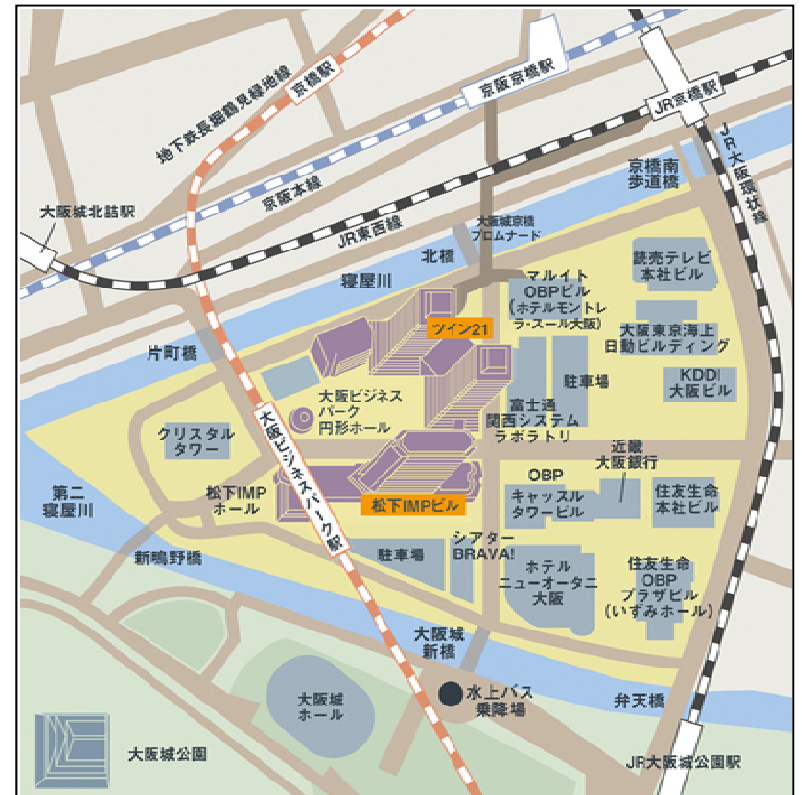 京橋駅
京阪京橋駅
JR京橋駅
地下鉄長堀鶴見緑地線
JR大阪環状線
京橋南
歩道橋
京阪本線
大阪城北詰駅
JR東西線
大阪城京橋
プロムナード
北橋
寝屋川
読売テレビ
本社ビル
マルイト
OBPビル
(ホテルモントレ
ラ・スール大阪)
ツイン21
大阪東京海上
日動ビルディング
片町橋
駐車場
KDDI
大阪ビル
大阪ビジネス
パーク
円形ホール
富士通
関西システム
ラボラトリ
クリスタル
タワー
大阪ビジネスパーク駅
近畿
大阪銀行
OBP
キャッスル
タワービル
住友生命
本社ビル
第二
寝屋川
松下IMP
ホール
松下IMPビル
シアター
BRAVA!
駐車場
新鴫野橋
ホテル
ニューオータニ
大阪
住友生命
OBP
プラザビル
(いずみホール)
大阪城
新橋
水上バス
乗降場
弁天橋
大阪城
ホール
大阪城公園
JR大阪城公園駅